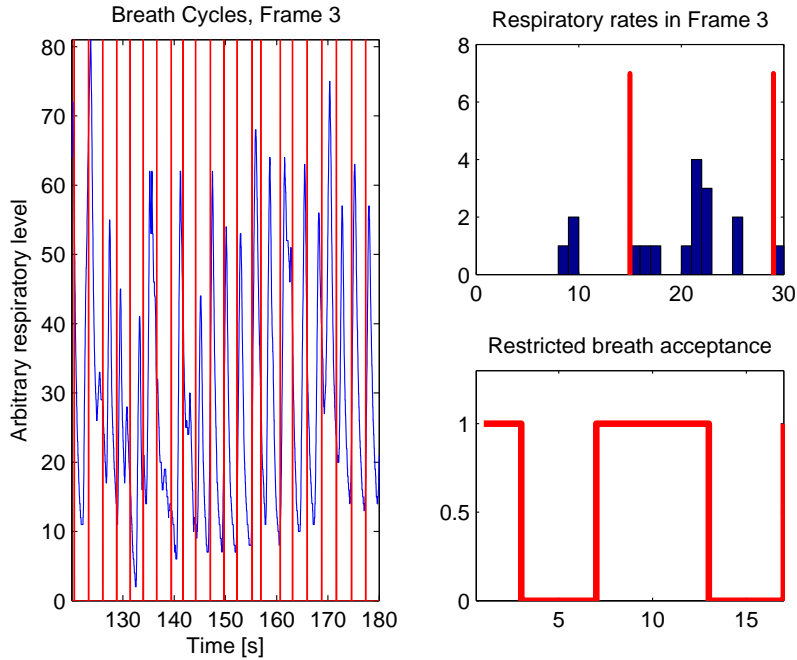 Breath Cycles, Frame 3
80
70
60
50
40
30
20
10
0
Arbitrary respiratory level
130 140 150 160 170 180
Time [s]
Respiratory rates in Frame 3
8
6
4
2
0
0 10 20 30
Restricted breath acceptance
1
0.5
0
5 10 15